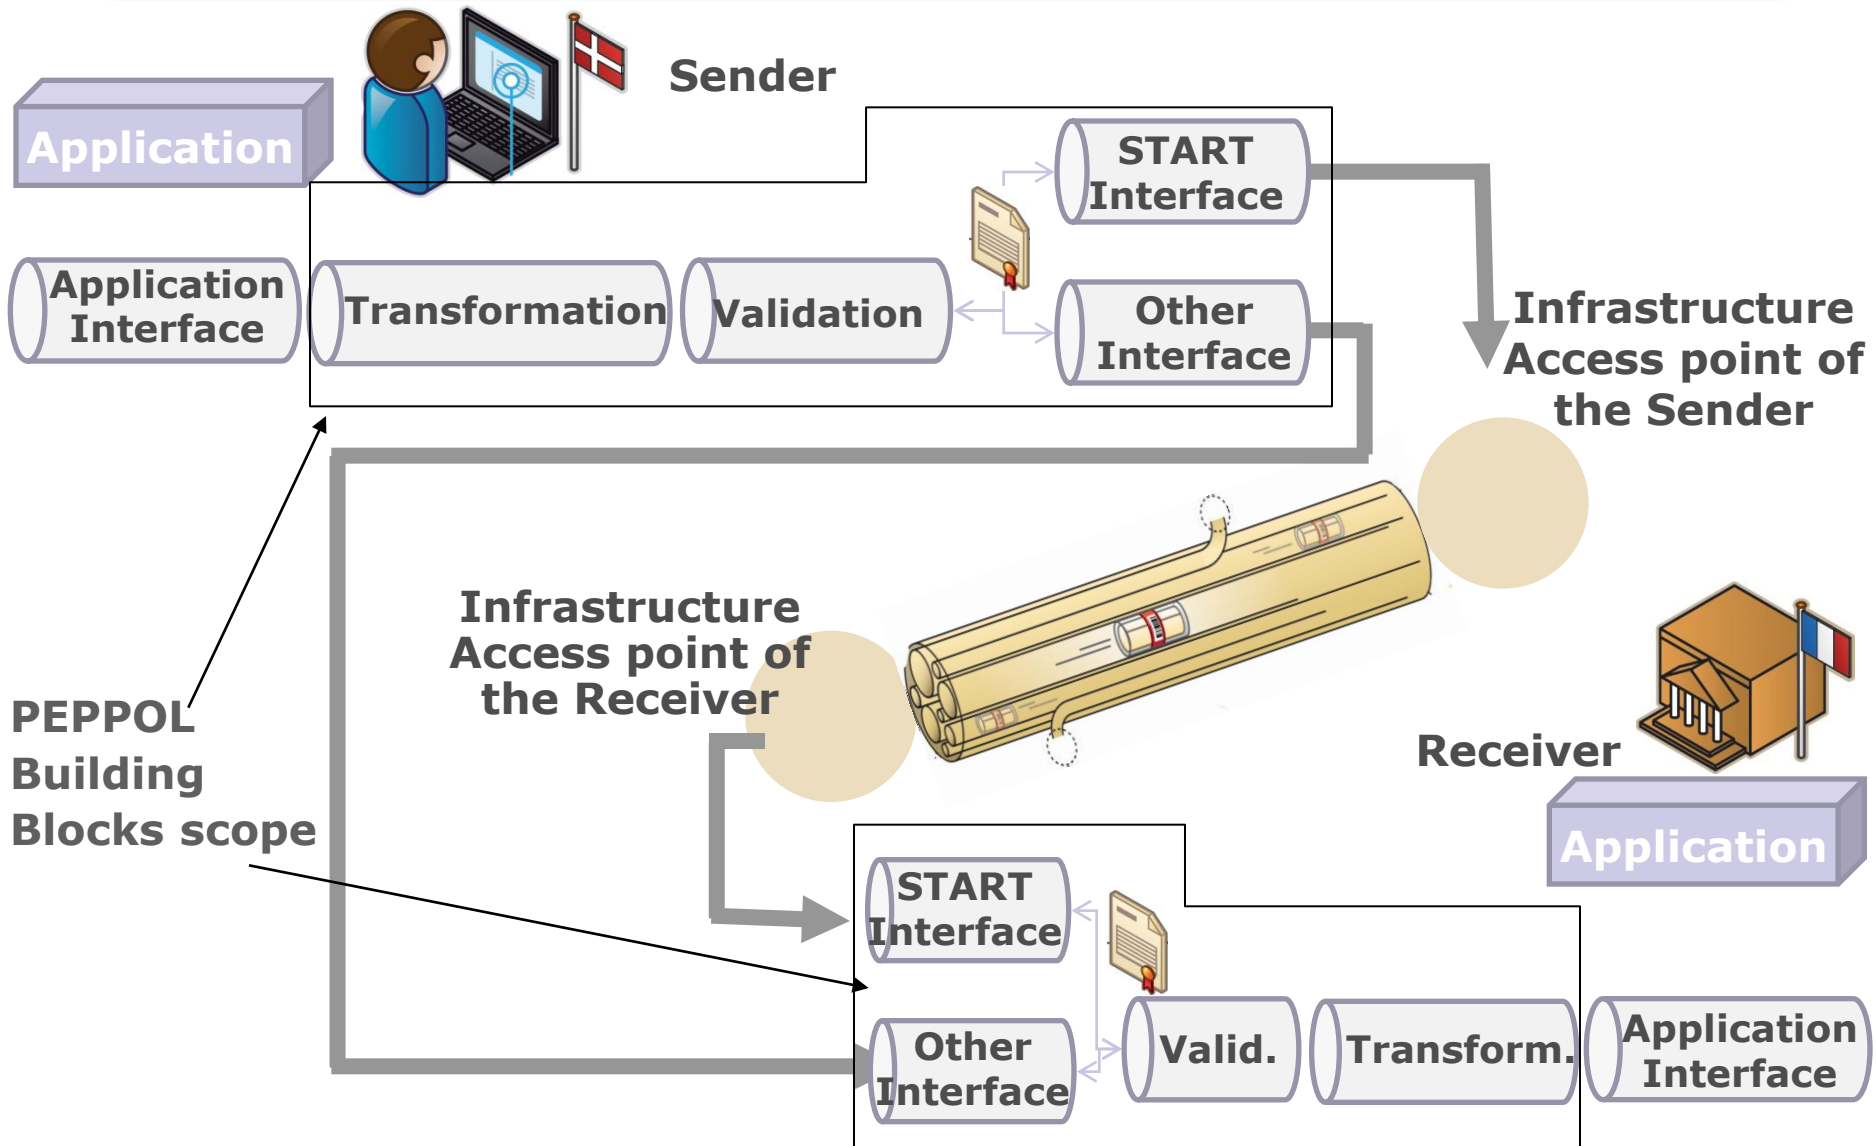 Sender
Application
START
Interface
Application
Interface
Transformation
Validation
Other
Interface
Infrastructure
Access point of
the Sender
Infrastructure
Access point of
the Receiver
PEPPOL
Building
Blocks scope
Receiver
Application
START
Interface
Other
Interface
Valid.
Transform.
Application
Interface